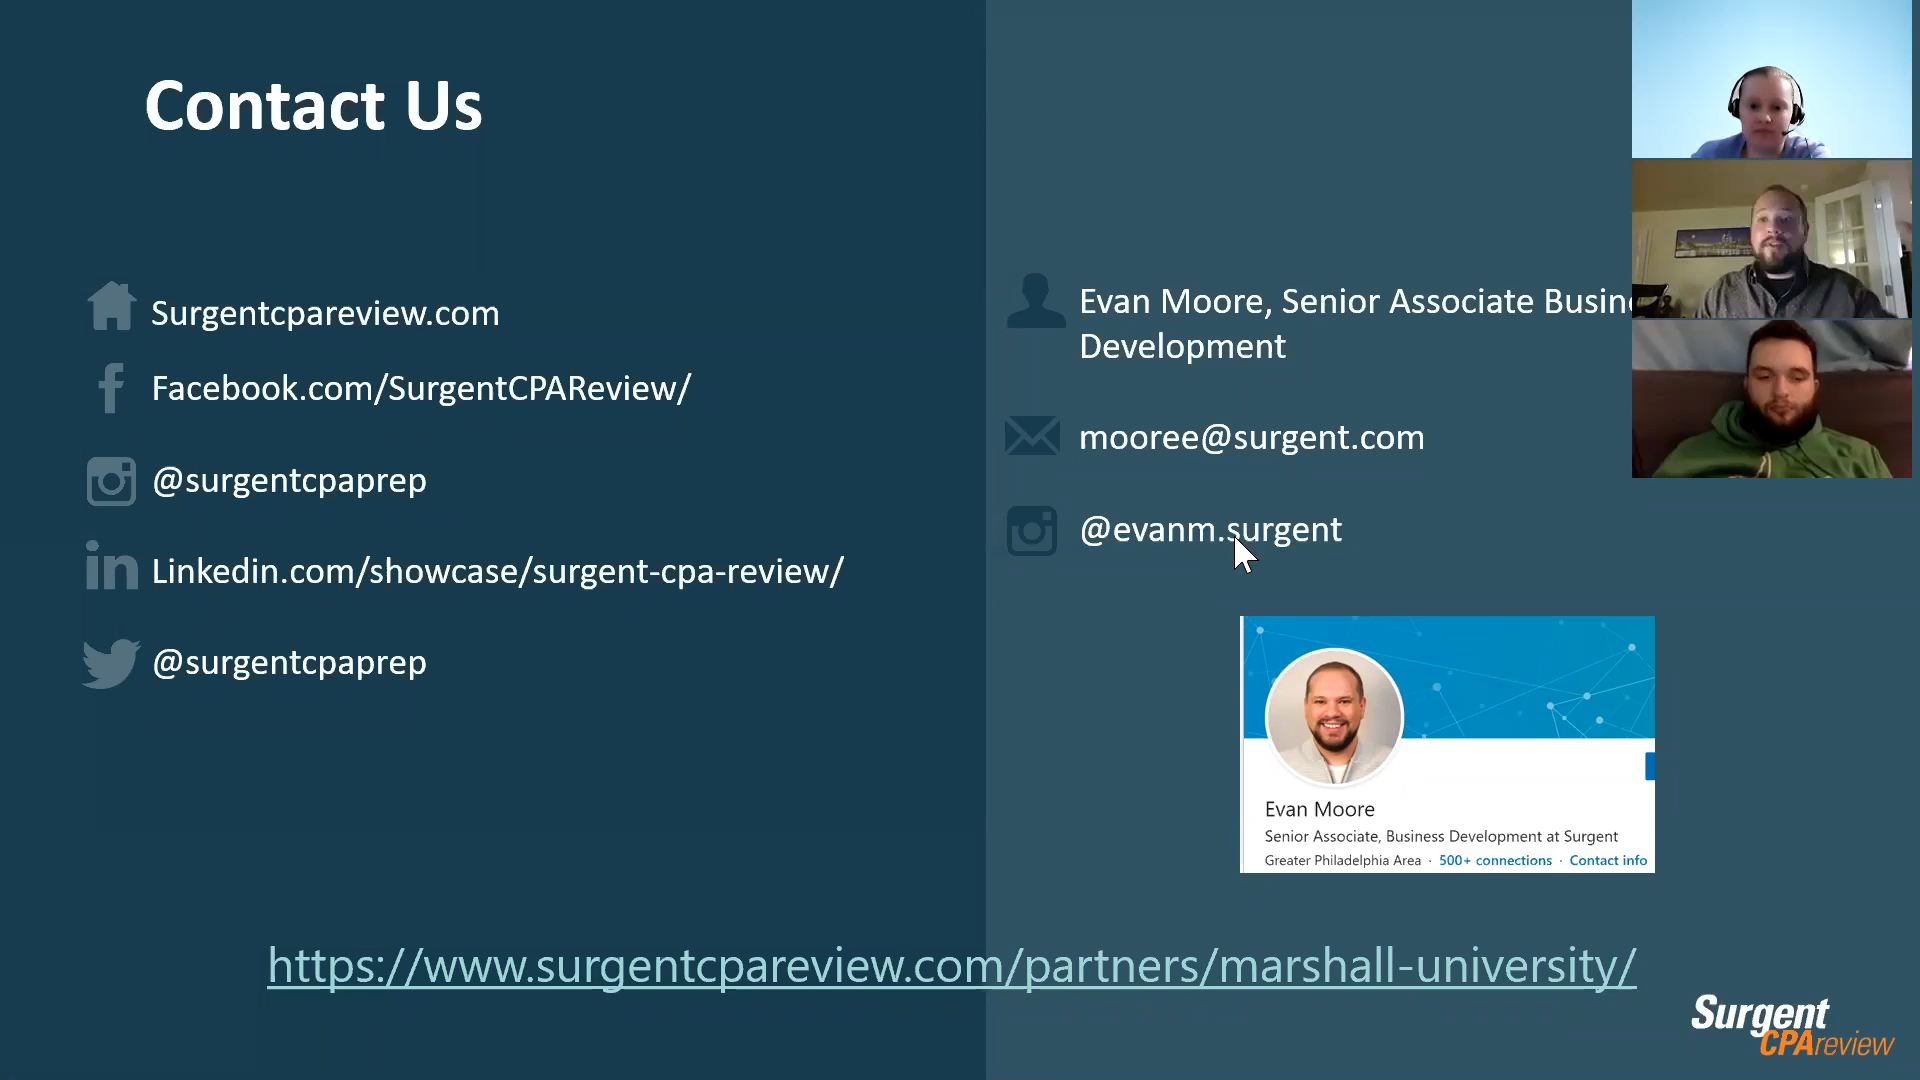 Contact Us
Surgentcpareview.com
Facebook.com/SurgentCPAReview/
@surgentcpaprep
Linkedin.com/showcase/surgent-cpa-review/
@surgentcpaprep
Evan Moore, Senior Associate Busin
Development
mooree@surgent.com
@evanm.surgent
Evan Moore
Senior Associate, Business Development at Surgent
Greater Philadelphia Area · 500+ connections · Contact info
https://www.surgentcpareview.com/partners/marshall-university/
Surgent
CPAreview